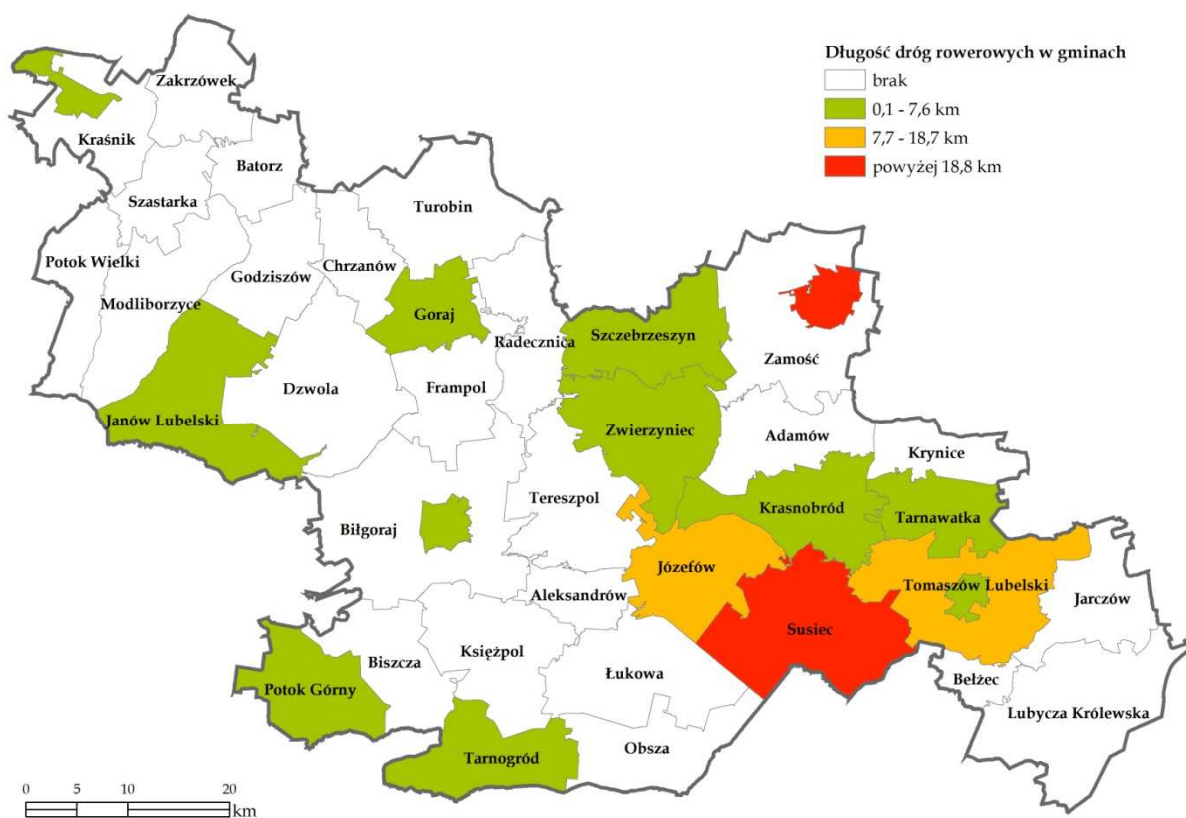 Długość dróg rowerowych w gminach
brak
0,1 - 7,6 km
7,7 - 18,7 km
powyżej 18,8 km
Zakrzówek
Kraśnik
Batorz
Szastarka
Turobin
Potok Wielki
Godziszów
Chrzanów
Modliborzyce
Goraj
Radecznica
Szczebrzeszyn
Zamość
Dzwola
Frampol
Janów Lubelski
Zwierzyniec
Adamów
Krynice
Tereszpol
Krasnobród
Tarnawatka
Biłgoraj
Józefów
Tomaszów Lubelski
Aleksandrów
Jarczów
Susiec
Księżpol
Biszcza
Łukowa
Bełżec
Potok Górny
Lubycza Królewska
Obsza
Tarnogród
0 5 10 20
km